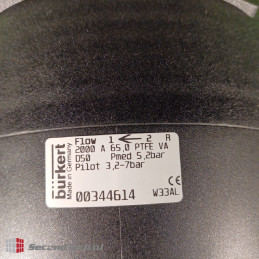 bürkert
Made in Germany
Flow 1 ← 2 R
2000 A 65,0 PTFE VA
D50 Pmed 5,2bar
Pilot 3,2-7bar
00344614
CE
W33AL